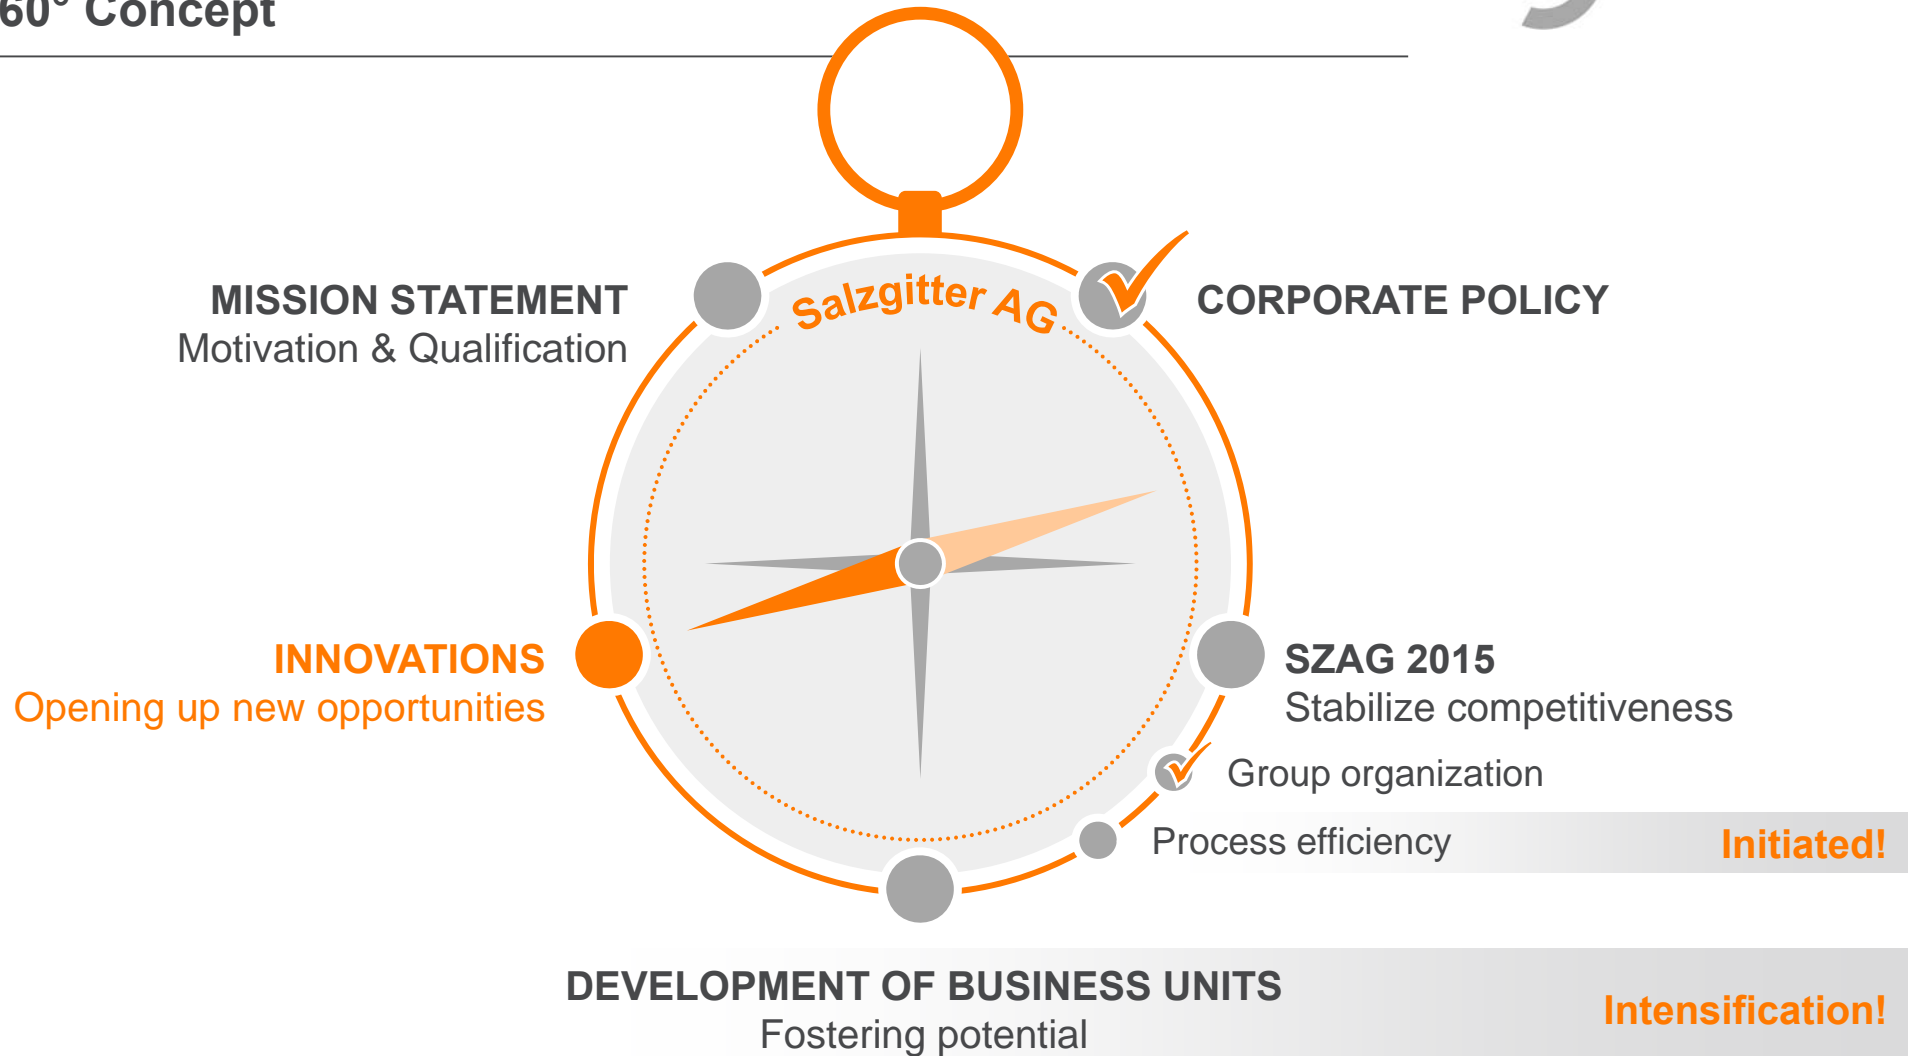 60° Concept
Salzgitter AG
MISSION STATEMENT
Motivation & Qualification
CORPORATE POLICY
INNOVATIONS
Opening up new opportunities
SZAG 2015
Stabilize competitiveness
Group organization
Process efficiency
Initiated!
DEVELOPMENT OF BUSINESS UNITS
Fostering potential
Intensification!